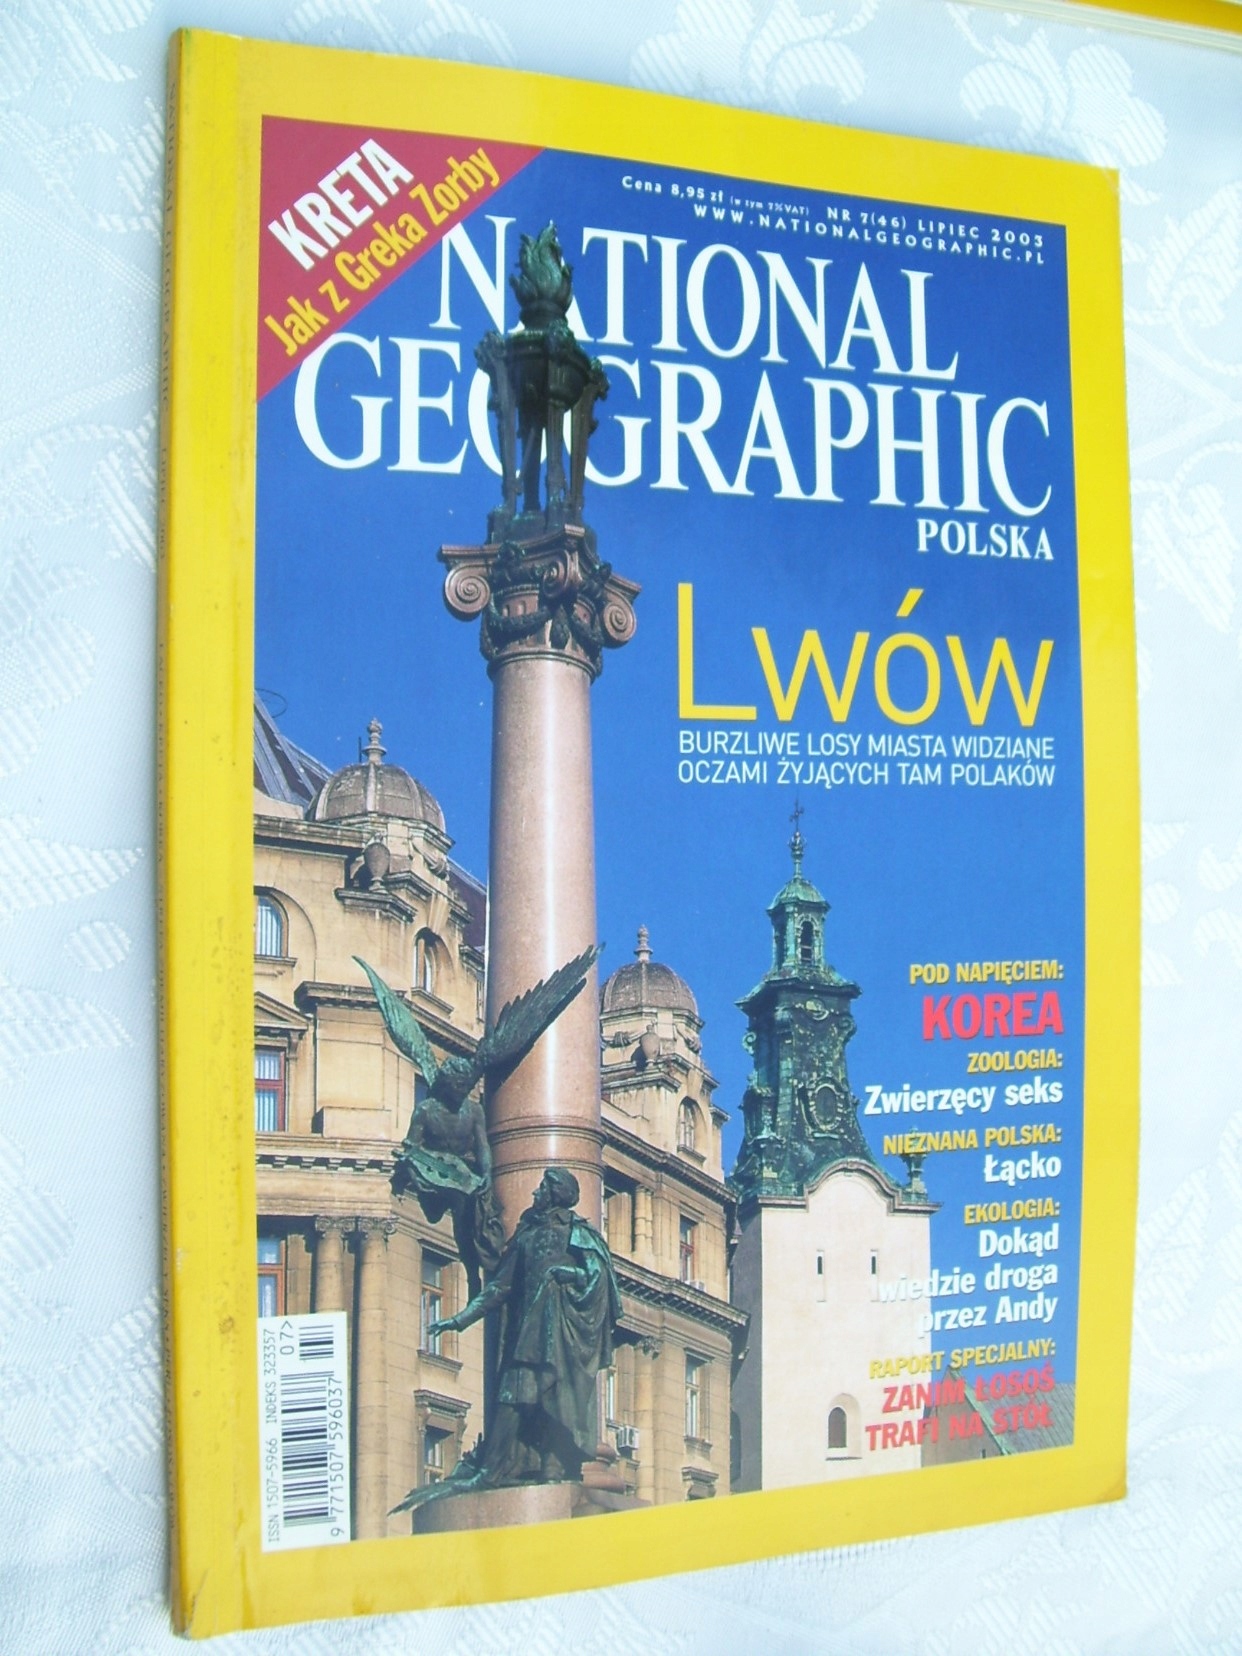 KRETA
Jak z Greka Zorby
Cena 8,95 zł (w tym 7% VAT) NR 7(46) LIPIEC 2003
WWW.NATIONALGEOGRAPHIC.PL
NATIONAL
GEOGRAPHIC
POLSKA
Lwów
BURZLIWE LOSY MIASTA WIDZIANE
OCZAMI ŻYJĄCYCH TAM POLAKÓW
POD NAPIĘCIEM:
KOREA
ZOOLOGIA:
Zwierzęcy seks
NIEZNANA POLSKA:
Łącko
EKOLOGIA:
Dokąd
wiedzie droga
przez Andy
RAPORT SPECJALNY:
ZANIM ŁOSOŚ
TRAFI NA STÓŁ
ISSN 1507-5966 INDEKS 323357
07>
9 771507 596037